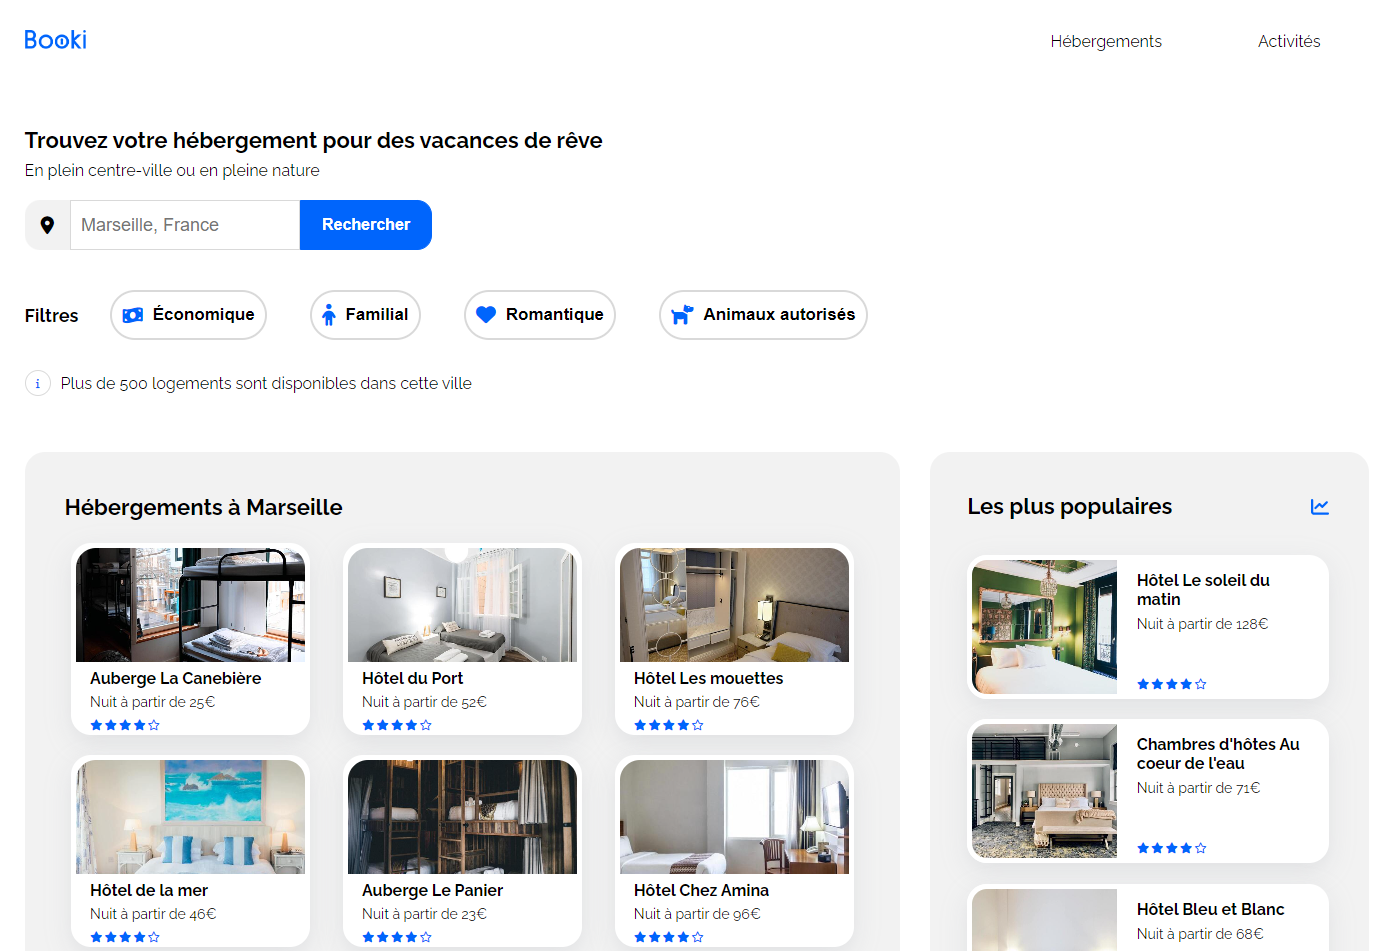 Booki
Hébergements
Activités
Trouvez votre hébergement pour des vacances de rêve
En plein centre-ville ou en pleine nature
Marseille, France
Rechercher
Filtres
Économique
Familial
Romantique
Animaux autorisés
i
Plus de 500 logements sont disponibles dans cette ville
Hébergements à Marseille
Auberge La Canebière
Nuit à partir de 25€
Hôtel du Port
Nuit à partir de 52€
Hôtel Les mouettes
Nuit à partir de 76€
Hôtel de la mer
Nuit à partir de 46€
Auberge Le Panier
Nuit à partir de 23€
Hôtel Chez Amina
Nuit à partir de 96€
Les plus populaires
Hôtel Le soleil du
matin
Nuit à partir de 128€
Chambres d'hôtes Au
coeur de l'eau
Nuit à partir de 71€
Hôtel Bleu et Blanc
Nuit à partir de 68€